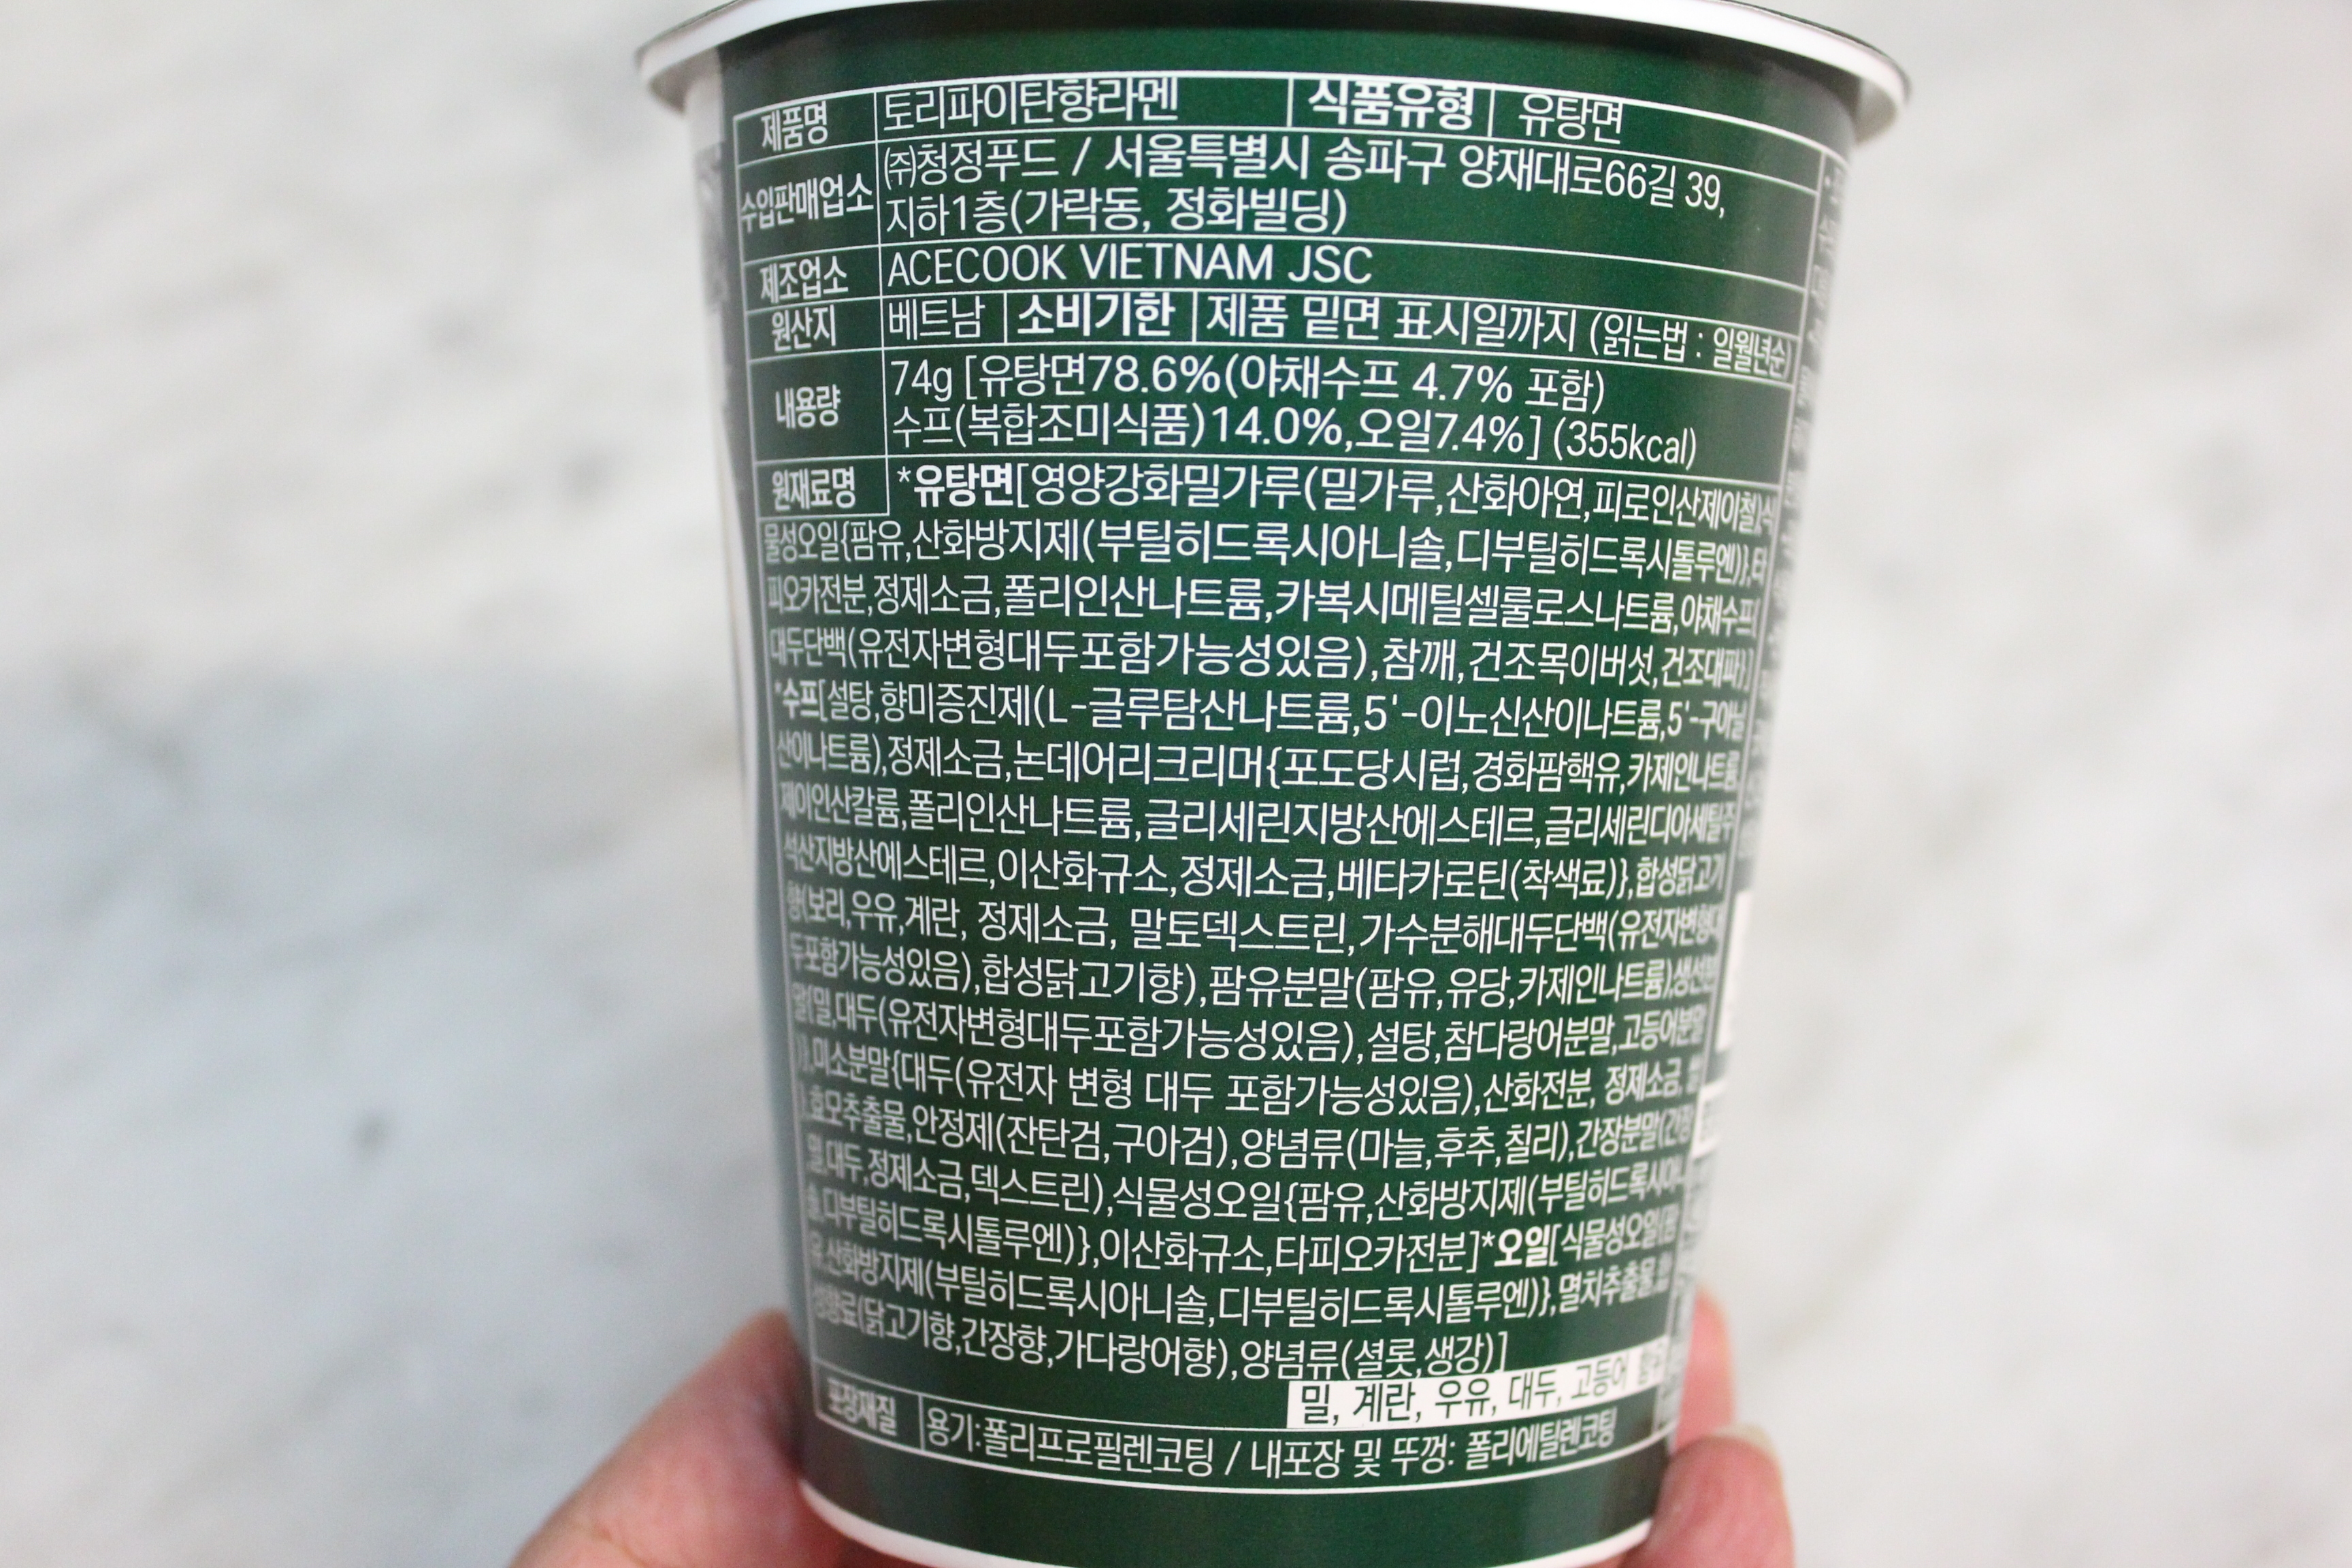 제품명 토리파이탄향라멘 식품유형 유탕면
수입판매업소 ㈜청정푸드 / 서울특별시 송파구 양재대로66길 39,
지하1층(가락동, 정화빌딩)
제조업소 ACECOOK VIETNAM JSC
원산지 베트남 소비기한 제품 밑면 표시일까지 (읽는법 : 일월년순)
내용량 74g [유탕면78.6%(야채수프 4.7% 포함)
수프(복합조미식품)14.0%,오일7.4%] (355kcal)
원재료명 *유탕면[영양강화밀가루(밀가루,산화아연,피로인산제이철),식
물성오일{팜유,산화방지제(부틸히드록시아니솔,디부틸히드록시톨루엔)},타
피오카전분,정제소금,폴리인산나트륨,카복시메틸셀룰로스나트륨,야채수프{
대두단백(유전자변형대두포함가능성있음),참깨,건조목이버섯,건조대파}]
*수프[설탕,향미증진제(L-글루탐산나트륨,5'-이노신산이나트륨,5'-구아닐
산이나트륨),정제소금,논데어리크리머{포도당시럽,경화팜핵유,카제인나트륨
제이인산칼륨,폴리인산나트륨,글리세린지방산에스테르,글리세린디아세틸주
석산지방산에스테르,이산화규소,정제소금,베타카로틴(착색료)},합성닭고기
향(보리,우유,계란, 정제소금, 말토덱스트린,가수분해대두단백(유전자변형대
두포함가능성있음),합성닭고기향),팜유분말(팜유,유당,카제인나트륨),생선분
말{밀,대두(유전자변형대두포함가능성있음),설탕,참다랑어분말,고등어분말
)},미소분말{대두(유전자 변형 대두 포함가능성있음),산화전분, 정제소금,
},효모추출물,안정제(잔탄검,구아검),양념류(마늘,후추,칠리),간장분말(간장
밀,대두,정제소금,덱스트린),식물성오일{팜유,산화방지제(부틸히드록시아니
솔,디부틸히드록시톨루엔)},이산화규소,타피오카전분]*오일[식물성오일{팜
유,산화방지제(부틸히드록시아니솔,디부틸히드록시톨루엔)},멸치추출물,합
성향료(닭고기향,간장향,가다랑어향),양념류(셜롯,생강)]
밀, 계란, 우유, 대두, 고등어 함유
포장재질 용기:폴리프로필렌코팅 / 내포장 및 뚜껑: 폴리에틸렌코팅